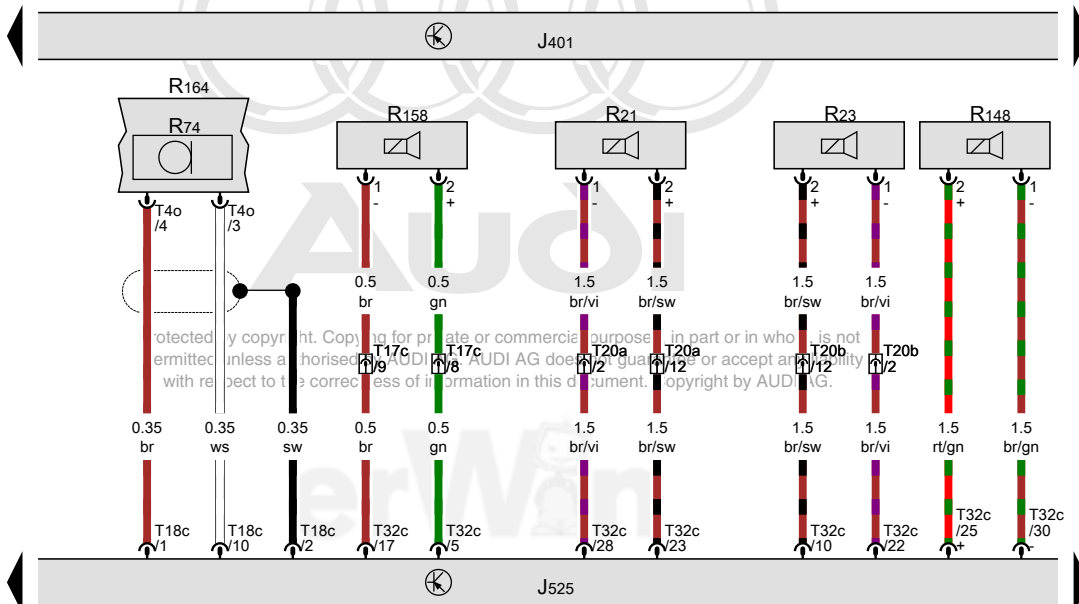 J401
R164
R158
R21
R23
R148
R74
1
2
1
2
2
1
2
1
-
+
-
+
+
-
+
-
T4o
/4
T4o
/3
0.5
0.5
1.5
1.5
1.5
1.5
br
gn
br/vi
br/sw
br/sw
br/vi
Audi
T17c
/9
T17c
/8
T20a
/2
T20a
/12
T20b
/12
T20b
/2
0.35
0.35
0.35
0.5
0.5
1.5
1.5
1.5
1.5
1.5
1.5
br
ws
sw
br
gn
br/vi
br/sw
br/sw
br/vi
rt/gn
br/gn
T18c
/1
T18c
/10
T18c
/2
T32c
/17
T32c
/5
T32c
/28
T32c
/23
T32c
/10
T32c
/22
T32c
/25
+
T32c
/30
-
J525
erWin